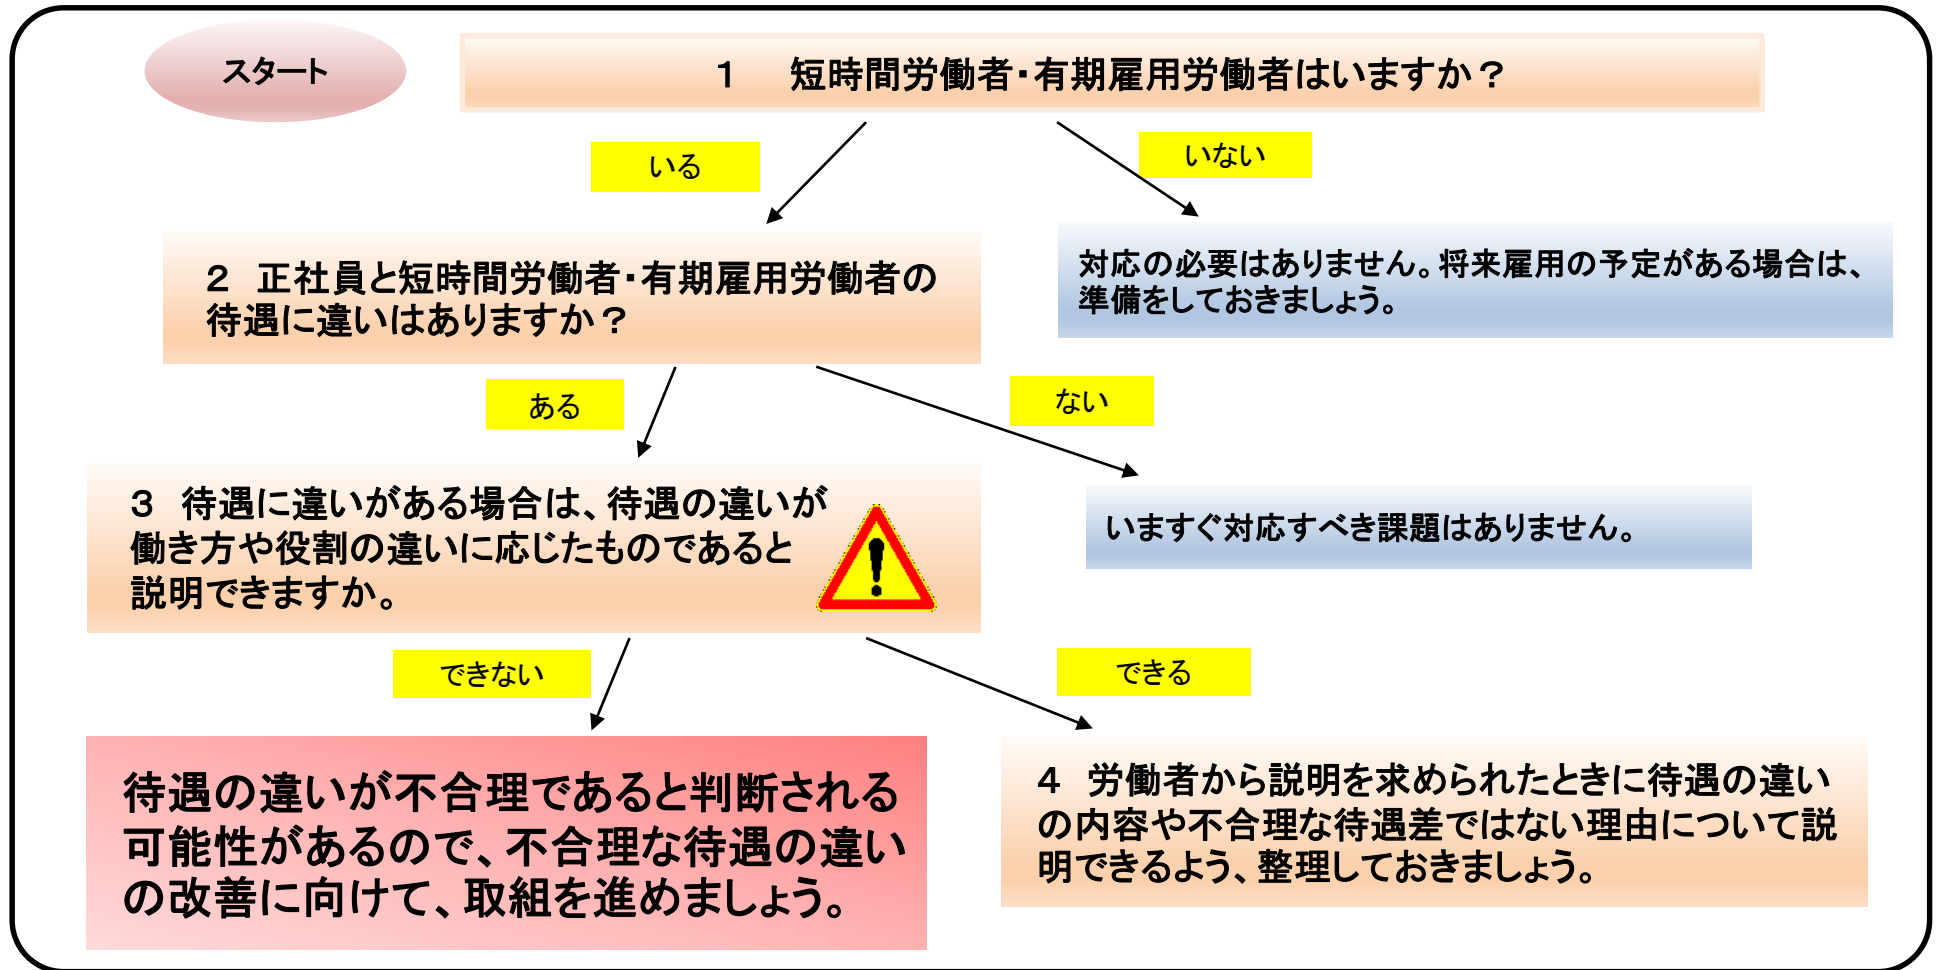 スタート
１　短時間労働者・有期雇用労働者はいますか？
いる
いない
２　正社員と短時間労働者・有期雇用労働者の
待遇に違いはありますか？
対応の必要はありません。将来雇用の予定がある場合は、
準備をしておきましょう。
ある
ない
３　待遇に違いがある場合は、待遇の違いが
働き方や役割の違いに応じたものであると
説明できますか。
いますぐ対応すべき課題はありません。
できない
できる
待遇の違いが不合理であると判断される
可能性があるので、不合理な待遇の違い
の改善に向けて、取組を進めましょう。
４　労働者から説明を求められたときに待遇の違い
の内容や不合理な待遇差ではない理由について説
明できるよう、整理しておきましょう。